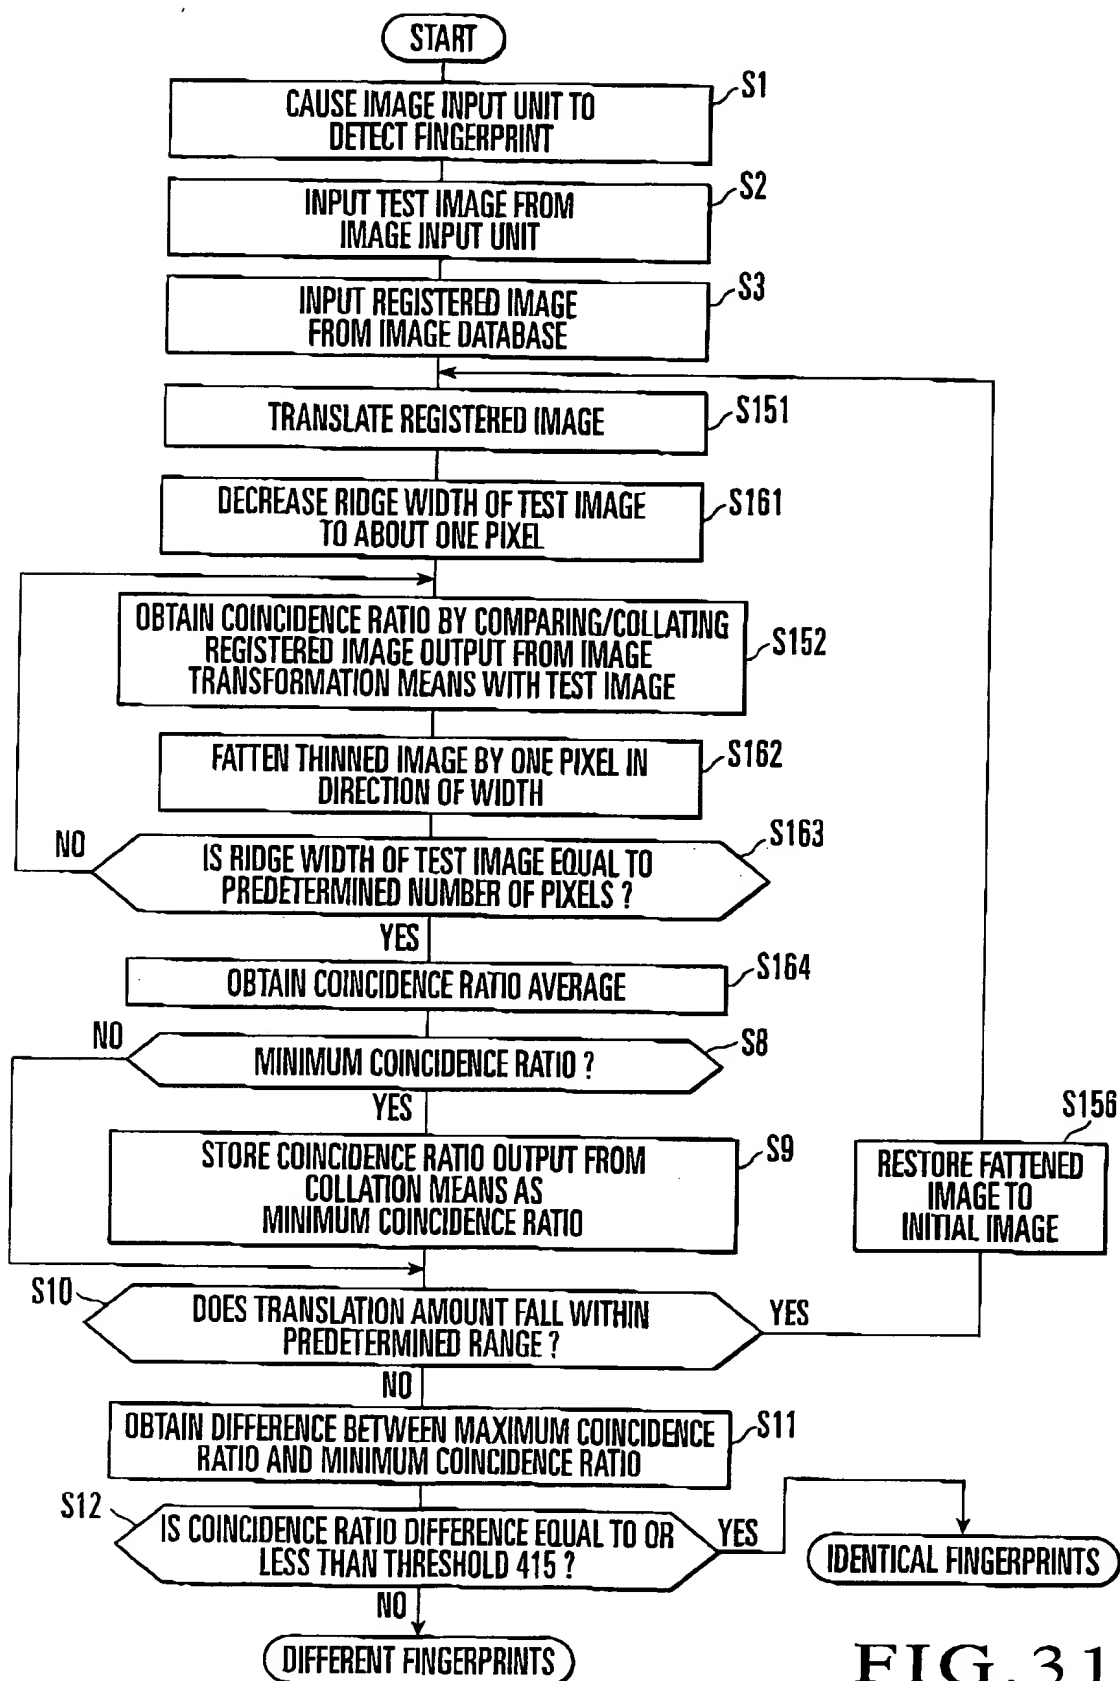 START
S1
CAUSE IMAGE INPUT UNIT TO
DETECT FINGERPRINT
S2
INPUT TEST IMAGE FROM
IMAGE INPUT UNIT
S3
INPUT REGISTERED IMAGE
FROM IMAGE DATABASE
S151
TRANSLATE REGISTERED IMAGE
S161
DECREASE RIDGE WIDTH OF TEST IMAGE
TO ABOUT ONE PIXEL
S152
OBTAIN COINCIDENCE RATIO BY COMPARING/COLLATING
REGISTERED IMAGE OUTPUT FROM IMAGE
TRANSFORMATION MEANS WITH TEST IMAGE
S162
FATTEN THINNED IMAGE BY ONE PIXEL IN
DIRECTION OF WIDTH
S163
NO
IS RIDGE WIDTH OF TEST IMAGE EQUAL TO
PREDETERMINED NUMBER OF PIXELS ?
YES
S164
OBTAIN COINCIDENCE RATIO AVERAGE
NO
S8
MINIMUM COINCIDENCE RATIO ?
YES
S9
STORE COINCIDENCE RATIO OUTPUT FROM
COLLATION MEANS AS
MINIMUM COINCIDENCE RATIO
S156
RESTORE FATTENED
IMAGE TO
INITIAL IMAGE
S10
DOES TRANSLATION AMOUNT FALL WITHIN
PREDETERMINED RANGE ?
YES
NO
S11
OBTAIN DIFFERENCE BETWEEN MAXIMUM COINCIDENCE
RATIO AND MINIMUM COINCIDENCE RATIO
S12
IS COINCIDENCE RATIO DIFFERENCE EQUAL TO OR
LESS THAN THRESHOLD 415 ?
YES
IDENTICAL FINGERPRINTS
NO
DIFFERENT FINGERPRINTS
FIG.31